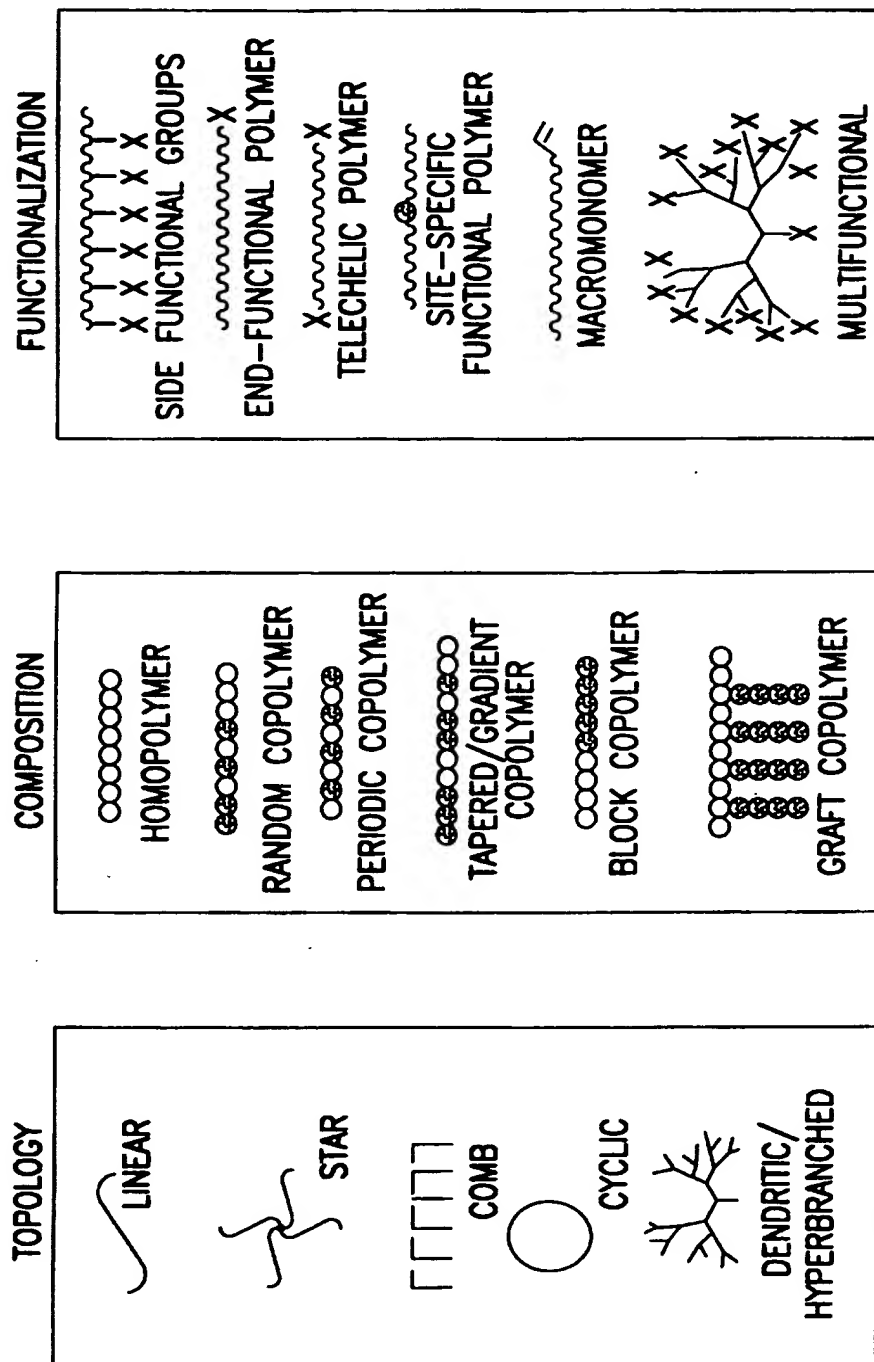 TOPOLOGY
LINEAR
STAR
COMB
CYCLIC
DENDRITIC/
HYPERBRANCHED
COMPOSITION
HOMOPOLYMER
RANDOM COPOLYMER
PERIODIC COPOLYMER
TAPERED/GRADIENT
COPOLYMER
BLOCK COPOLYMER
GRAFT COPOLYMER
FUNCTIONALIZATION
X X X X X X
SIDE FUNCTIONAL GROUPS
X
END-FUNCTIONAL POLYMER
X X
TELECHELIC POLYMER
SITE-SPECIFIC
FUNCTIONAL POLYMER
MACROMONOMER
X X X X X X X X X X X X X X X X X
MULTIFUNCTIONAL